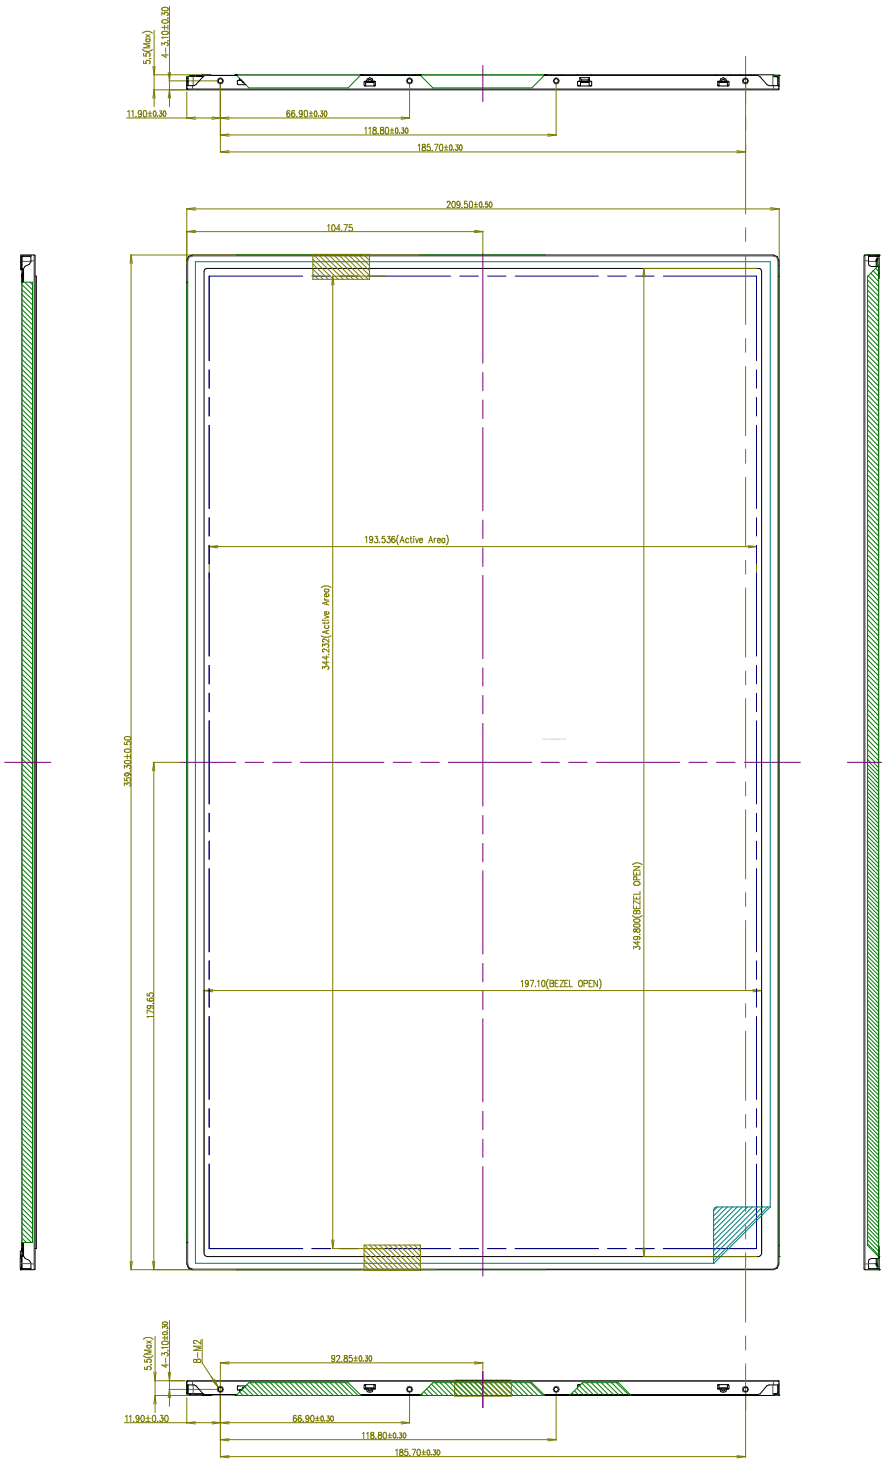 5.5(Max)
4-3.10±0.30
11.90±0.30
66.90±0.30
118.80±0.30
185.70±0.30
209.50±0.50
104.75
193.536(Active Area)
344.232(Active Area)
359.30±0.50
349.800(BEZEL OPEN)
197.10(BEZEL OPEN)
179.65
5.5(Max)
4-3.10±0.30
8-M2
92.85±0.30
11.90±0.30
66.90±0.30
118.80±0.30
185.70±0.30